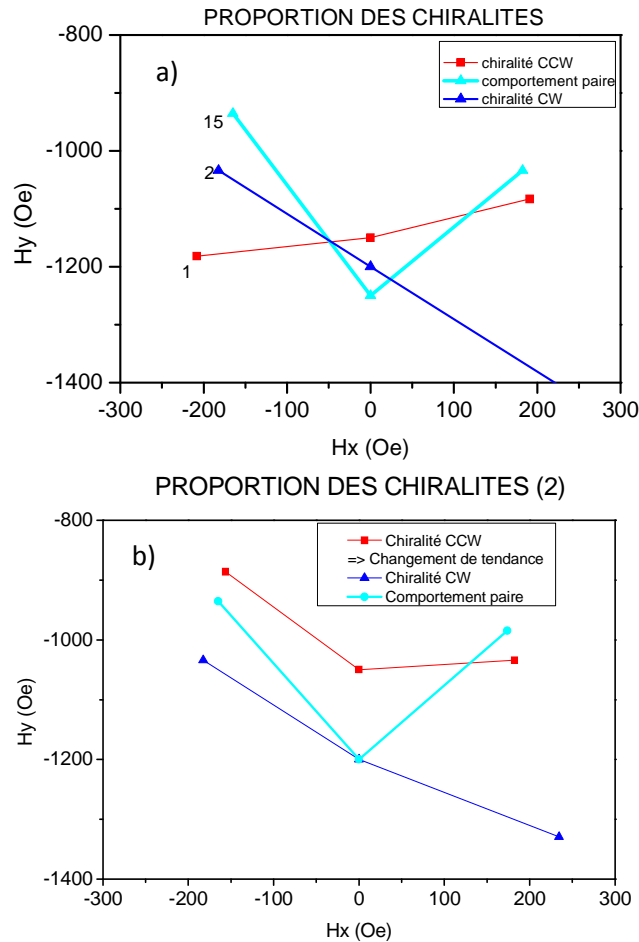 PROPORTION DES CHIRALITES
a)
chiralité CCW
comportement paire
chiralité CW
15
2
1
-800
-1000
-1200
-1400
Hy (Oe)
-300 -200 -100 0 100 200 300
Hx (Oe)
PROPORTION DES CHIRALITES (2)
b)
Chiralité CCW
=> Changement de tendance
Chiralité CW
Comportement paire
-800
-1000
-1200
-1400
Hy (Oe)
-300 -200 -100 0 100 200 300
Hx (Oe)